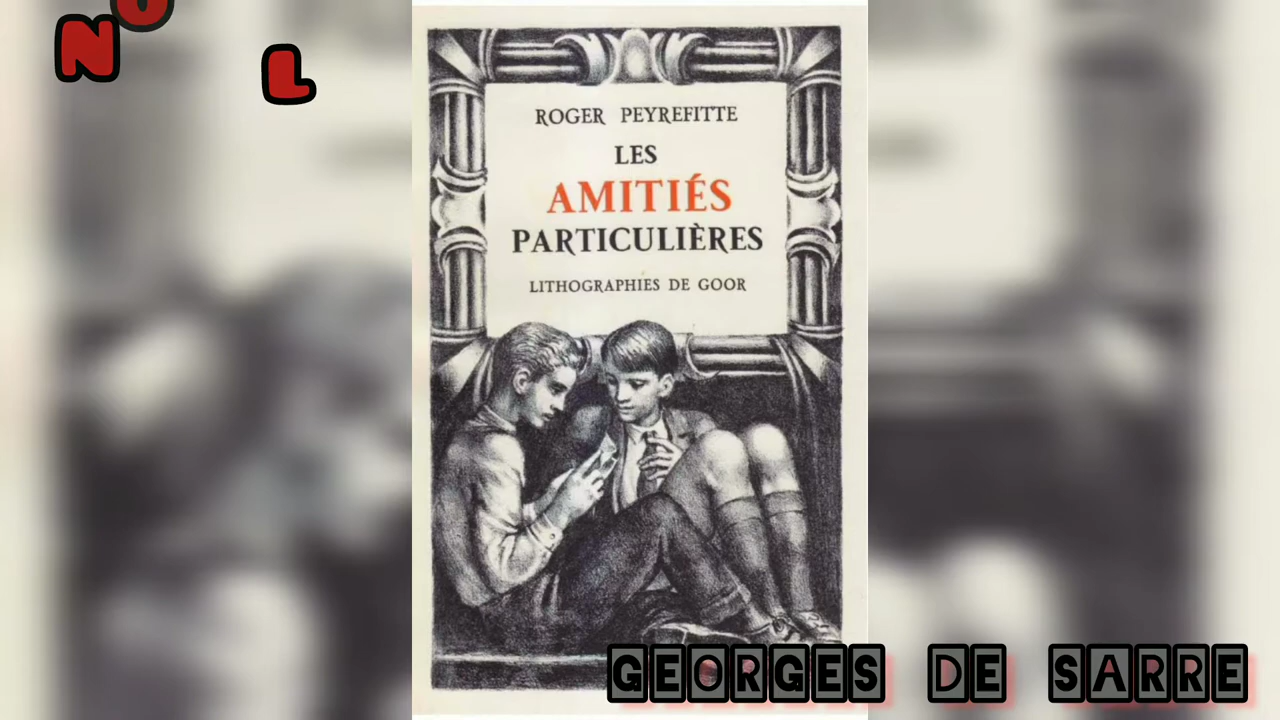 N O L
ROGER PEYREFITTE
LES
AMITIÉS
PARTICULIÈRES
LITHOGRAPHIES DE GOOR
GEORGES DE SARRE